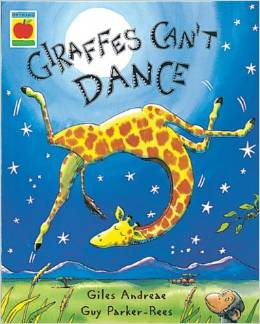 GIRAFFES CAN'T
DANCE
Giles Andreae
Guy Parker-Rees